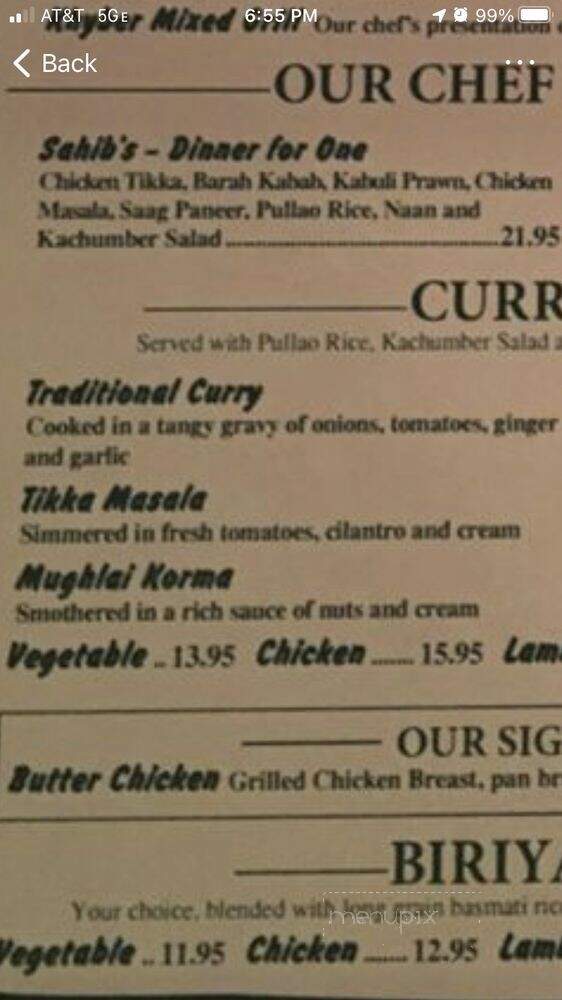 AT&T 5GE 6:55 PM 99%
Khyber Mixed Grill Our chef's presentation
Back
OUR CHEF
Sahib's - Dinner for One
Chicken Tikka, Barah Kabab, Kabuli Prawn, Chicken
Masala, Saag Paneer, Pullao Rice, Naan and
Kachumber Salad ........................................ 21.95
CURR
Served with Pullao Rice, Kachumber Salad a
Traditional Curry
Cooked in a tangy gravy of onions, tomatoes, ginger
and garlic
Tikka Masala
Simmered in fresh tomatoes, cilantro and cream
Mughlai Korma
Smothered in a rich sauce of nuts and cream
Vegetable .. 13.95 Chicken ....... 15.95 Lam
OUR SIG
Butter Chicken Grilled Chicken Breast, pan br
BIRIYA
Your choice, blended with long grain basmati rice
menupix
Vegetable .. 11.95 Chicken ....... 12.95 Lam